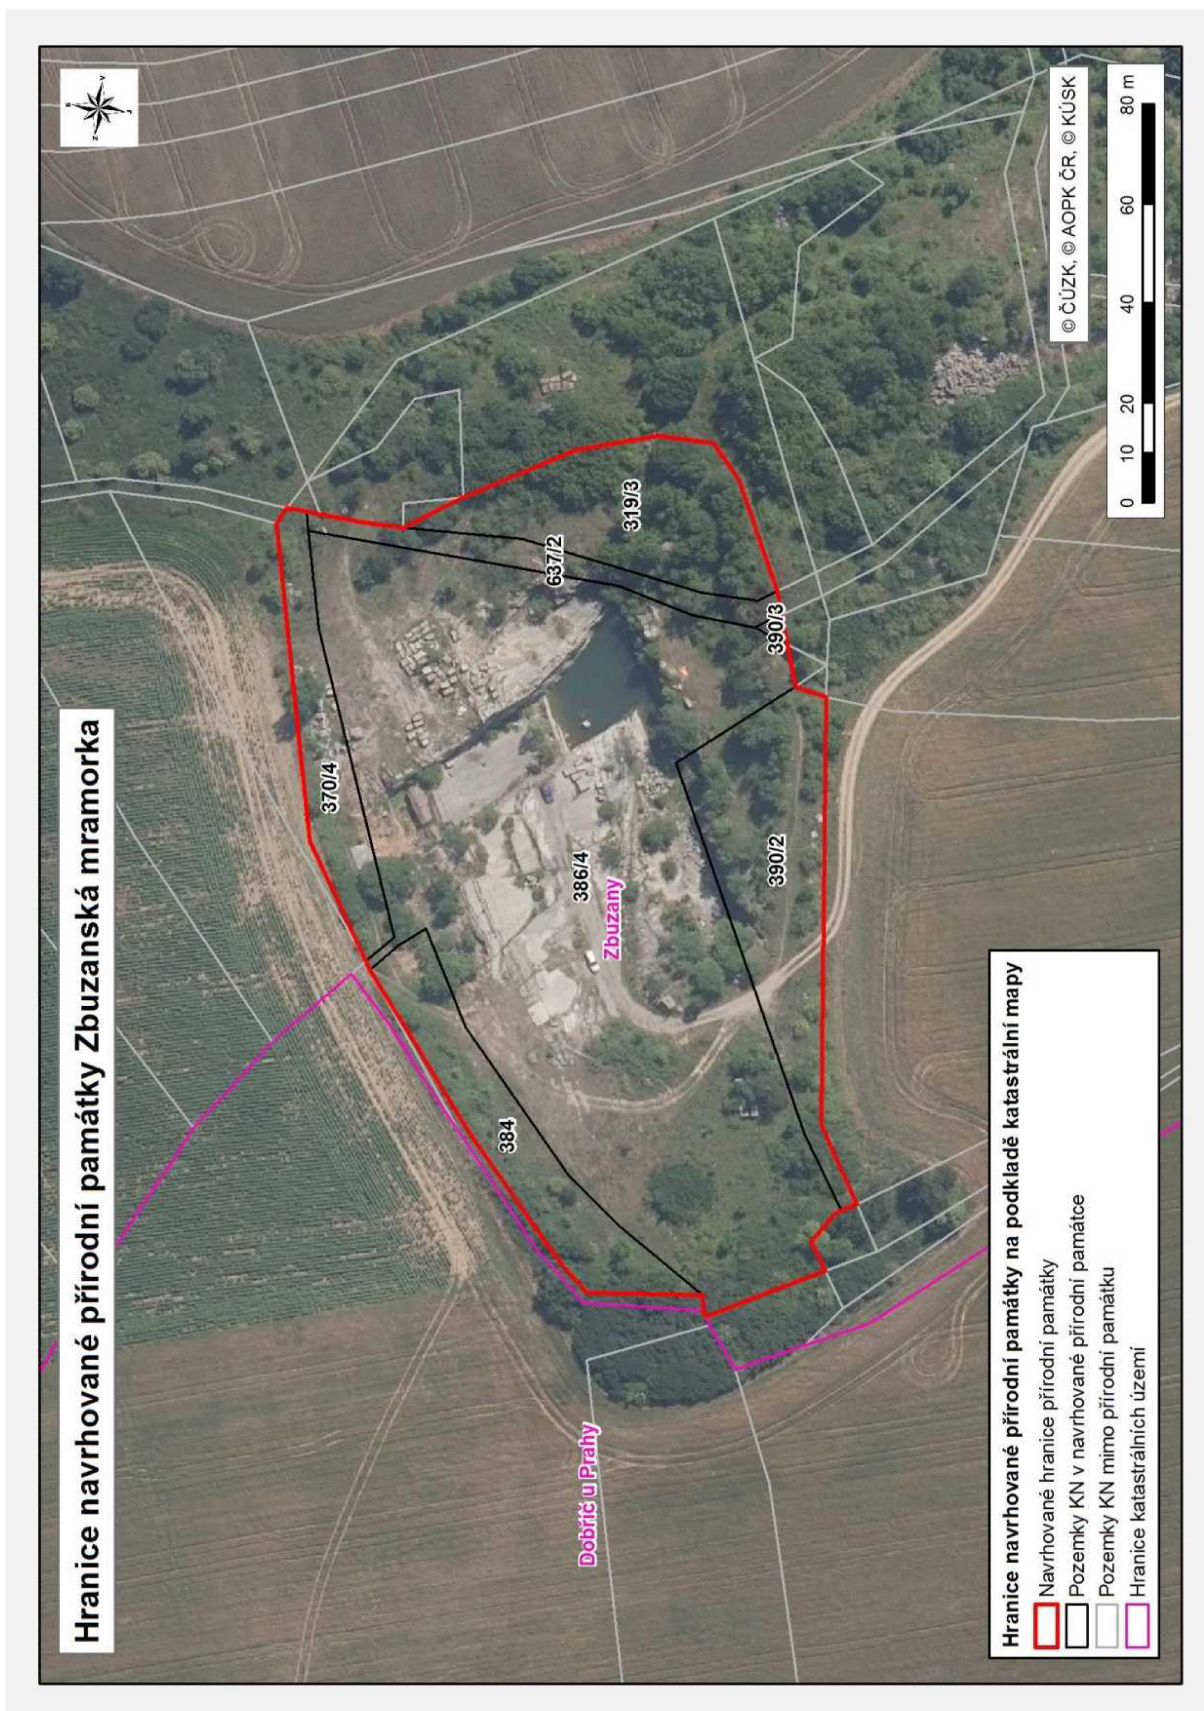 Hranice navrhované přírodní památky Zbuzanská mramorka
S
Z
V
J
370/4
637/2
319/3
384
386/4
Zbuzany
390/3
390/2
Dobříč u Prahy
Hranice navrhované přírodní památky na podkladě katastrální mapy
Navrhované hranice přírodní památky
Pozemky KN v navrhované přírodní památce
Pozemky KN mimo přírodní památku
Hranice katastrálních území
© ČÚZK, © AOPK ČR, © KÚSK
0 10 20 40 60 80 m